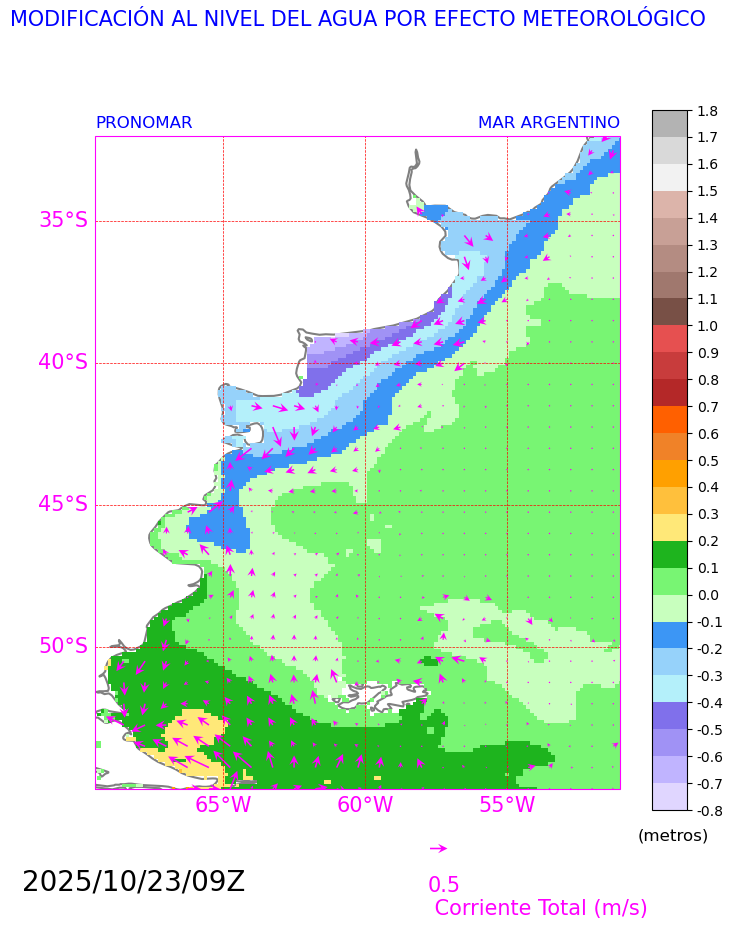 MODIFICACIÓN AL NIVEL DEL AGUA POR EFECTO METEOROLÓGICO
PRONOMAR MAR ARGENTINO
35°S
40°S
45°S
50°S
65°W 60°W 55°W
1.8
1.7
1.6
1.5
1.4
1.3
1.2
1.1
1.0
0.9
0.8
0.7
0.6
0.5
0.4
0.3
0.2
0.1
0.0
-0.1
-0.2
-0.3
-0.4
-0.5
-0.6
-0.7
-0.8
(metros)
2025/10/23/09Z
0.5
Corriente Total (m/s)